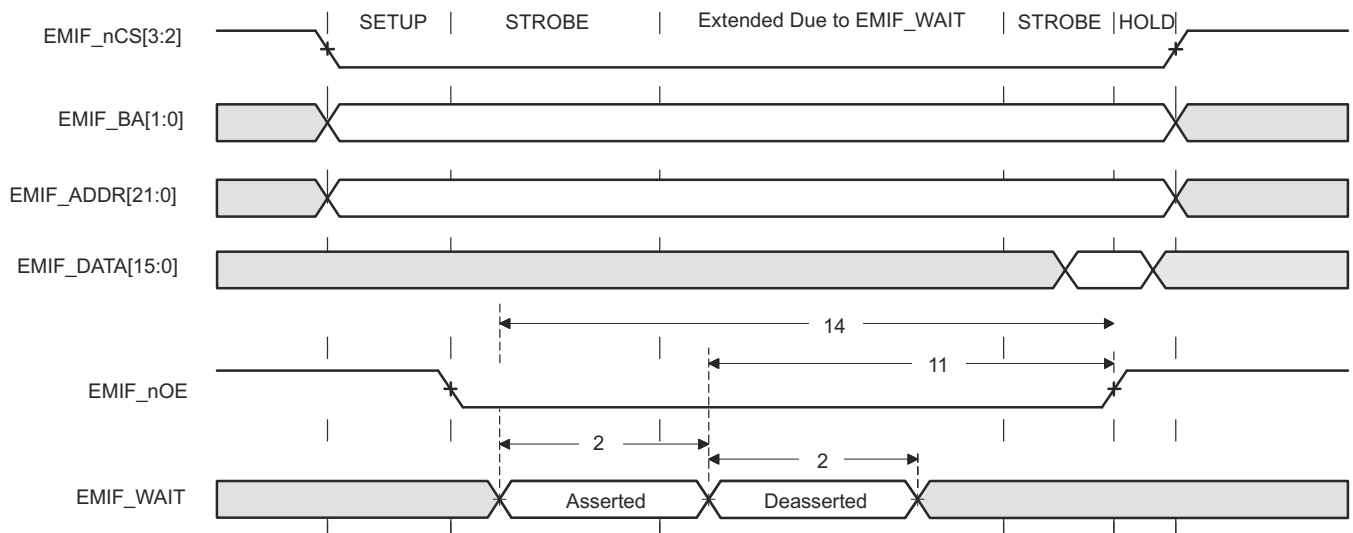 SETUP | STROBE | Extended Due to EMIF_WAIT | STROBE | HOLD
EMIF_nCS[3:2]
EMIF_BA[1:0]
EMIF_ADDR[21:0]
EMIF_DATA[15:0]
14
11
EMIF_nOE
2
2
EMIF_WAIT Asserted Deasserted